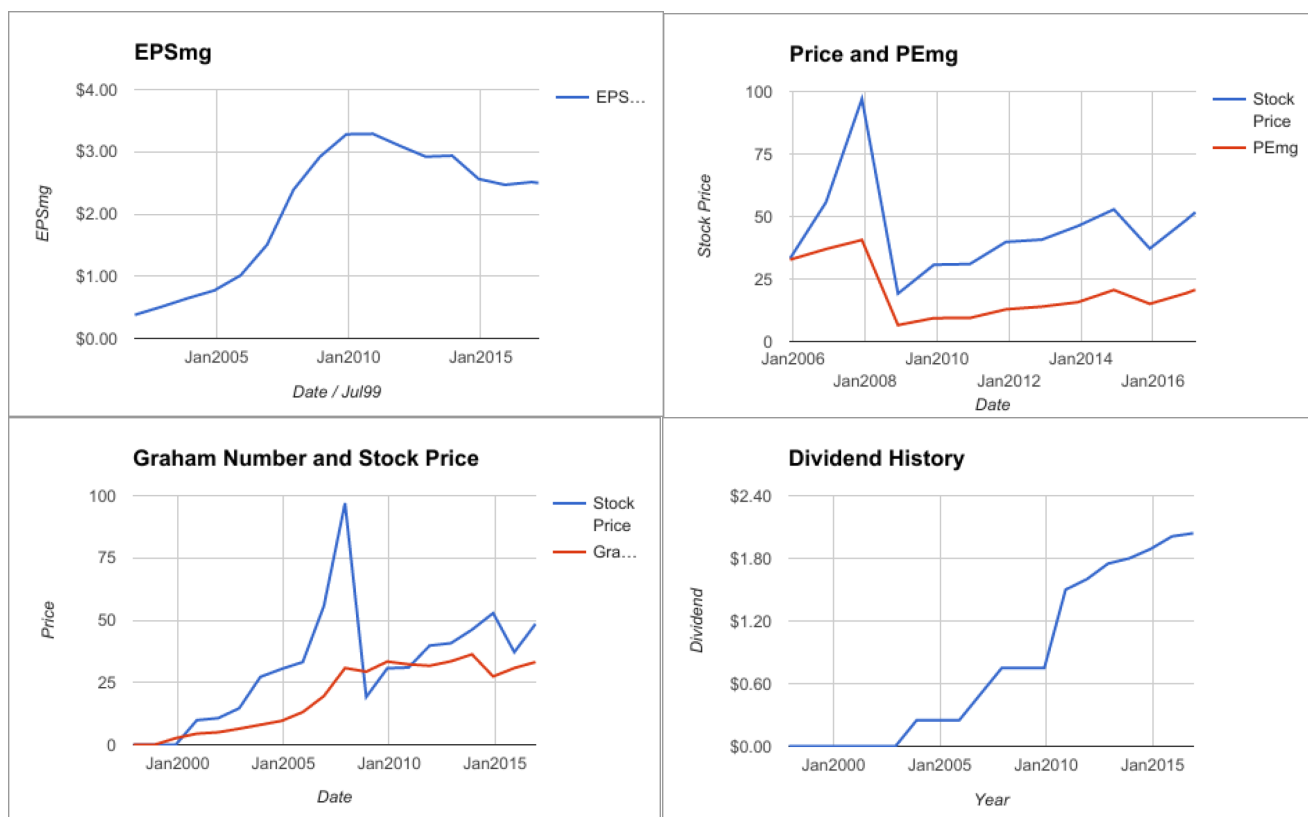 EPSmg
$4.00
$3.00
$2.00
$1.00
$0.00
EPSmg
EPS…
Jan2005
Jan2010
Jan2015
Date / Jul99
Price and PEmg
100
75
50
25
0
Stock Price
Stock
Price
PEmg
Jan2006
Jan2010
Jan2014
Jan2008
Jan2012
Jan2016
Date
Graham Number and Stock Price
100
75
50
25
0
Price
Stock
Price
Gra…
Jan2000
Jan2005
Jan2010
Jan2015
Date
Dividend History
$2.40
$1.80
$1.20
$0.60
$0.00
Dividend
Jan2000
Jan2005
Jan2010
Jan2015
Year